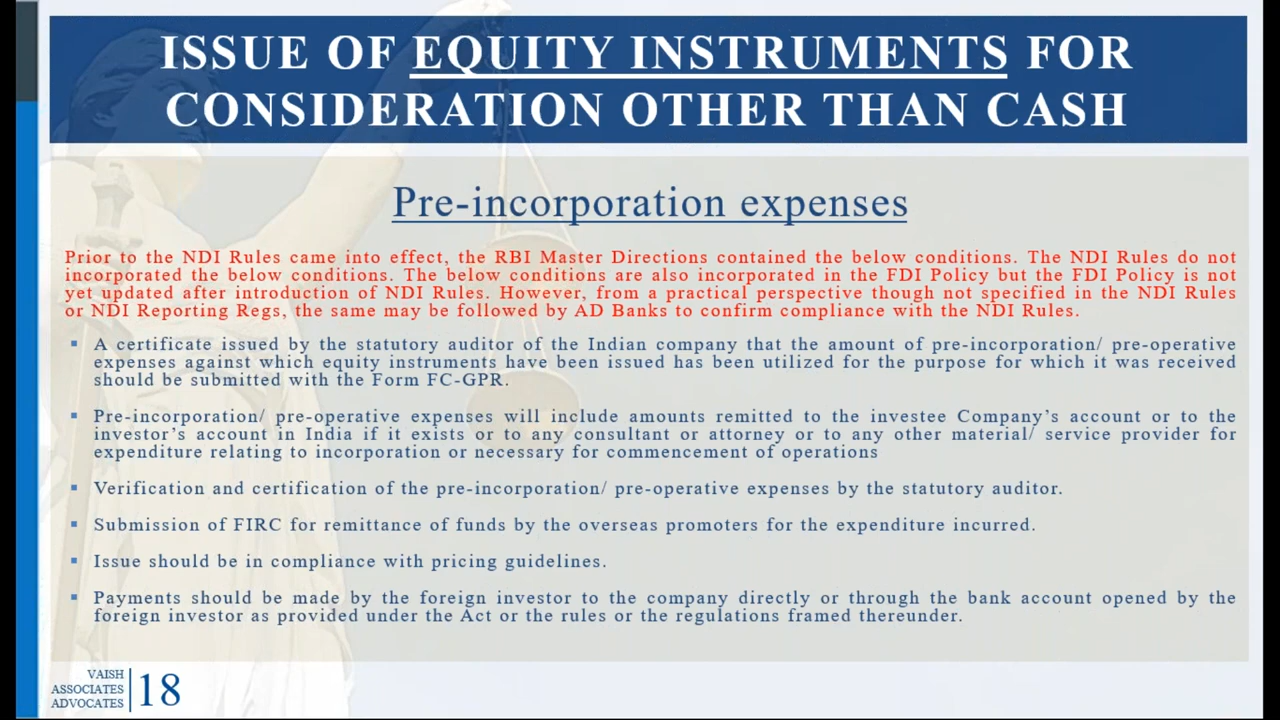 ISSUE OF EQUITY INSTRUMENTS FOR
CONSIDERATION OTHER THAN CASH
Pre-incorporation expenses
Prior to the NDI Rules came into effect, the RBI Master Directions contained the below conditions. The NDI Rules do not
incorporated the below conditions. The below conditions are also incorporated in the FDI Policy but the FDI Policy is not
yet updated after introduction of NDI Rules. However, from a practical perspective though not specified in the NDI Rules
or NDI Reporting Regs, the same may be followed by AD Banks to confirm compliance with the NDI Rules.
▪ A certificate issued by the statutory auditor of the Indian company that the amount of pre-incorporation/ pre-operative
expenses against which equity instruments have been issued has been utilized for the purpose for which it was received
should be submitted with the Form FC-GPR.
▪ Pre-incorporation/ pre-operative expenses will include amounts remitted to the investee Company's account or to the
investor's account in India if it exists or to any consultant or attorney or to any other material/ service provider for
expenditure relating to incorporation or necessary for commencement of operations
▪ Verification and certification of the pre-incorporation/ pre-operative expenses by the statutory auditor.
▪ Submission of FIRC for remittance of funds by the overseas promoters for the expenditure incurred.
▪ Issue should be in compliance with pricing guidelines.
▪ Payments should be made by the foreign investor to the company directly or through the bank account opened by the
foreign investor as provided under the Act or the rules or the regulations framed thereunder.
VAISH
ASSOCIATES
ADVOCATES
18